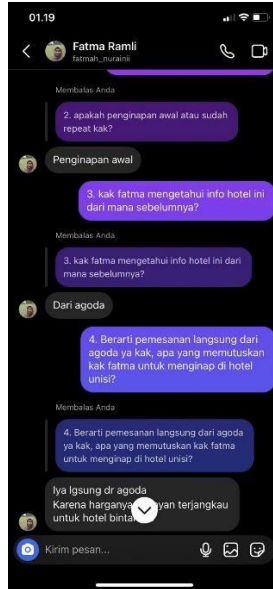 01.19
Fatma Ramli
fatmah_nurainii
Membalas Anda
2. apakah penginapan awal atau sudah
repeat kak?
Penginapan awal
3. kak fatma mengetahui info hotel ini
dari mana sebelumnya?
Membalas Anda
3. kak fatma mengetahui info hotel ini dari
mana sebelumnya?
Dari agoda
4. Berarti pemesanan langsung dari
agoda ya kak, apa yang memutuskan
kak fatma untuk menginap di hotel
unisi?
Membalas Anda
4. Berarti pemesanan langsung dari agoda
ya kak, apa yang memutuskan kak fatma
untuk menginap di hotel unisi?
Iya lgsung dr agoda
Karena harganya terjangkau
untuk hotel
Kirim pesan...